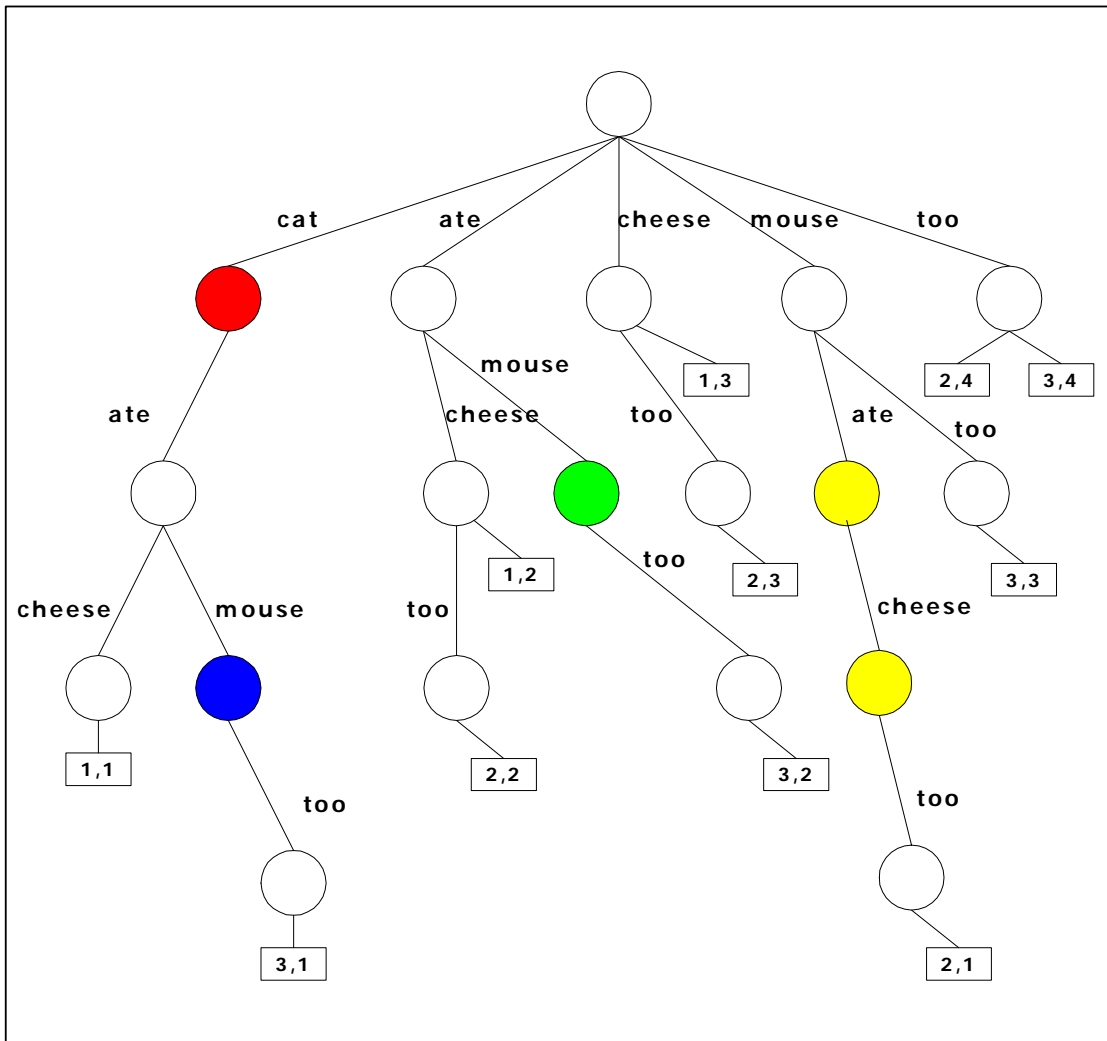 cat ate cheese mouse too
mouse
1,3 2,4 3,4
ate cheese too ate too
1,2 2,3 3,3
too
cheese mouse too cheese
1,1 2,2 3,2
too too
3,1 2,1